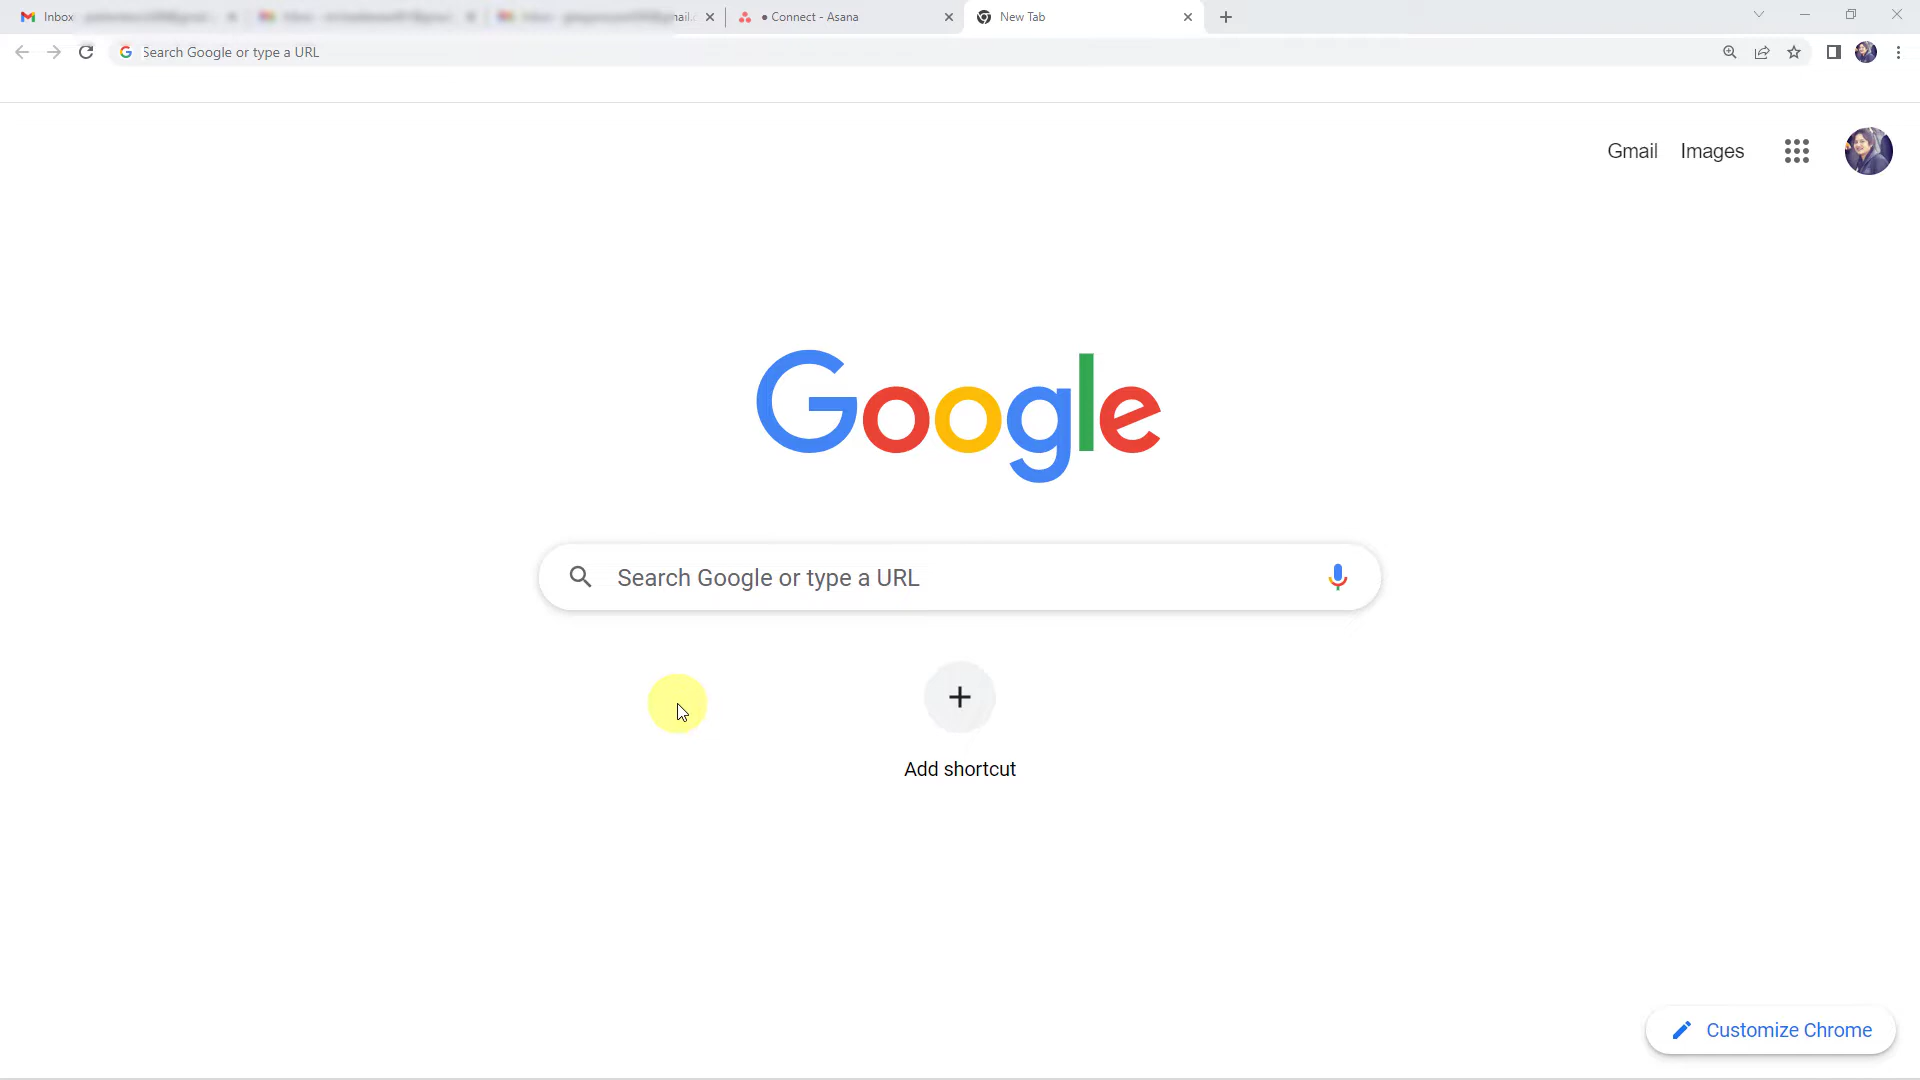 Inbox
mail.c
• Connect - Asana
New Tab
Search Google or type a URL
Gmail
Images
Google
Search Google or type a URL
Add shortcut
Customize Chrome